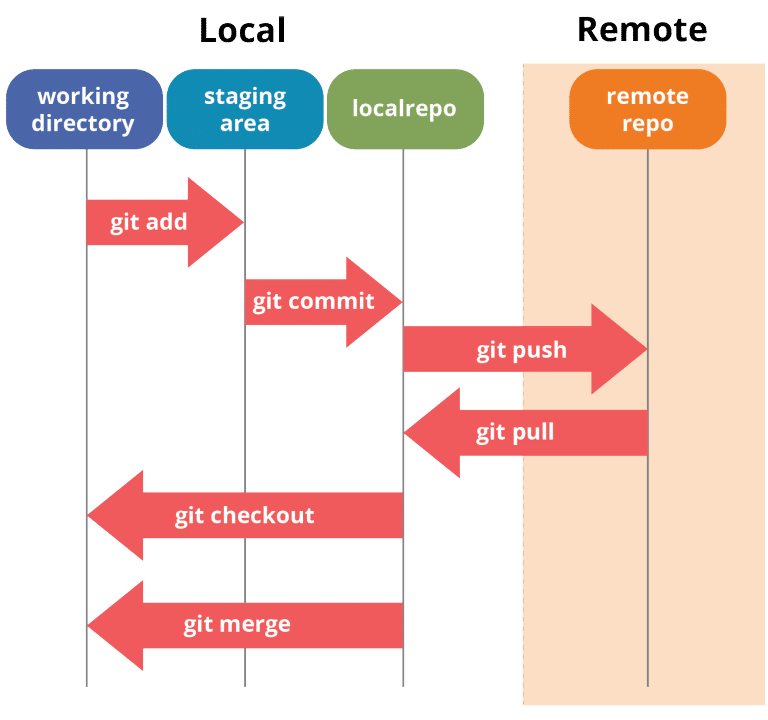 Local
Remote
working
directory
staging
area
localrepo
remote
repo
git add
git commit
git push
git pull
git checkout
git merge